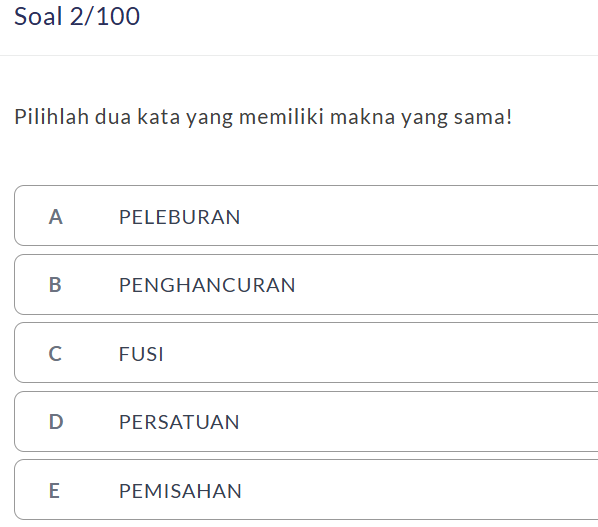 Soal 2/100
Pilihlah dua kata yang memiliki makna yang sama!
A PELEBURAN
B PENGHANCURAN
C FUSI
D PERSATUAN
E PEMISAHAN